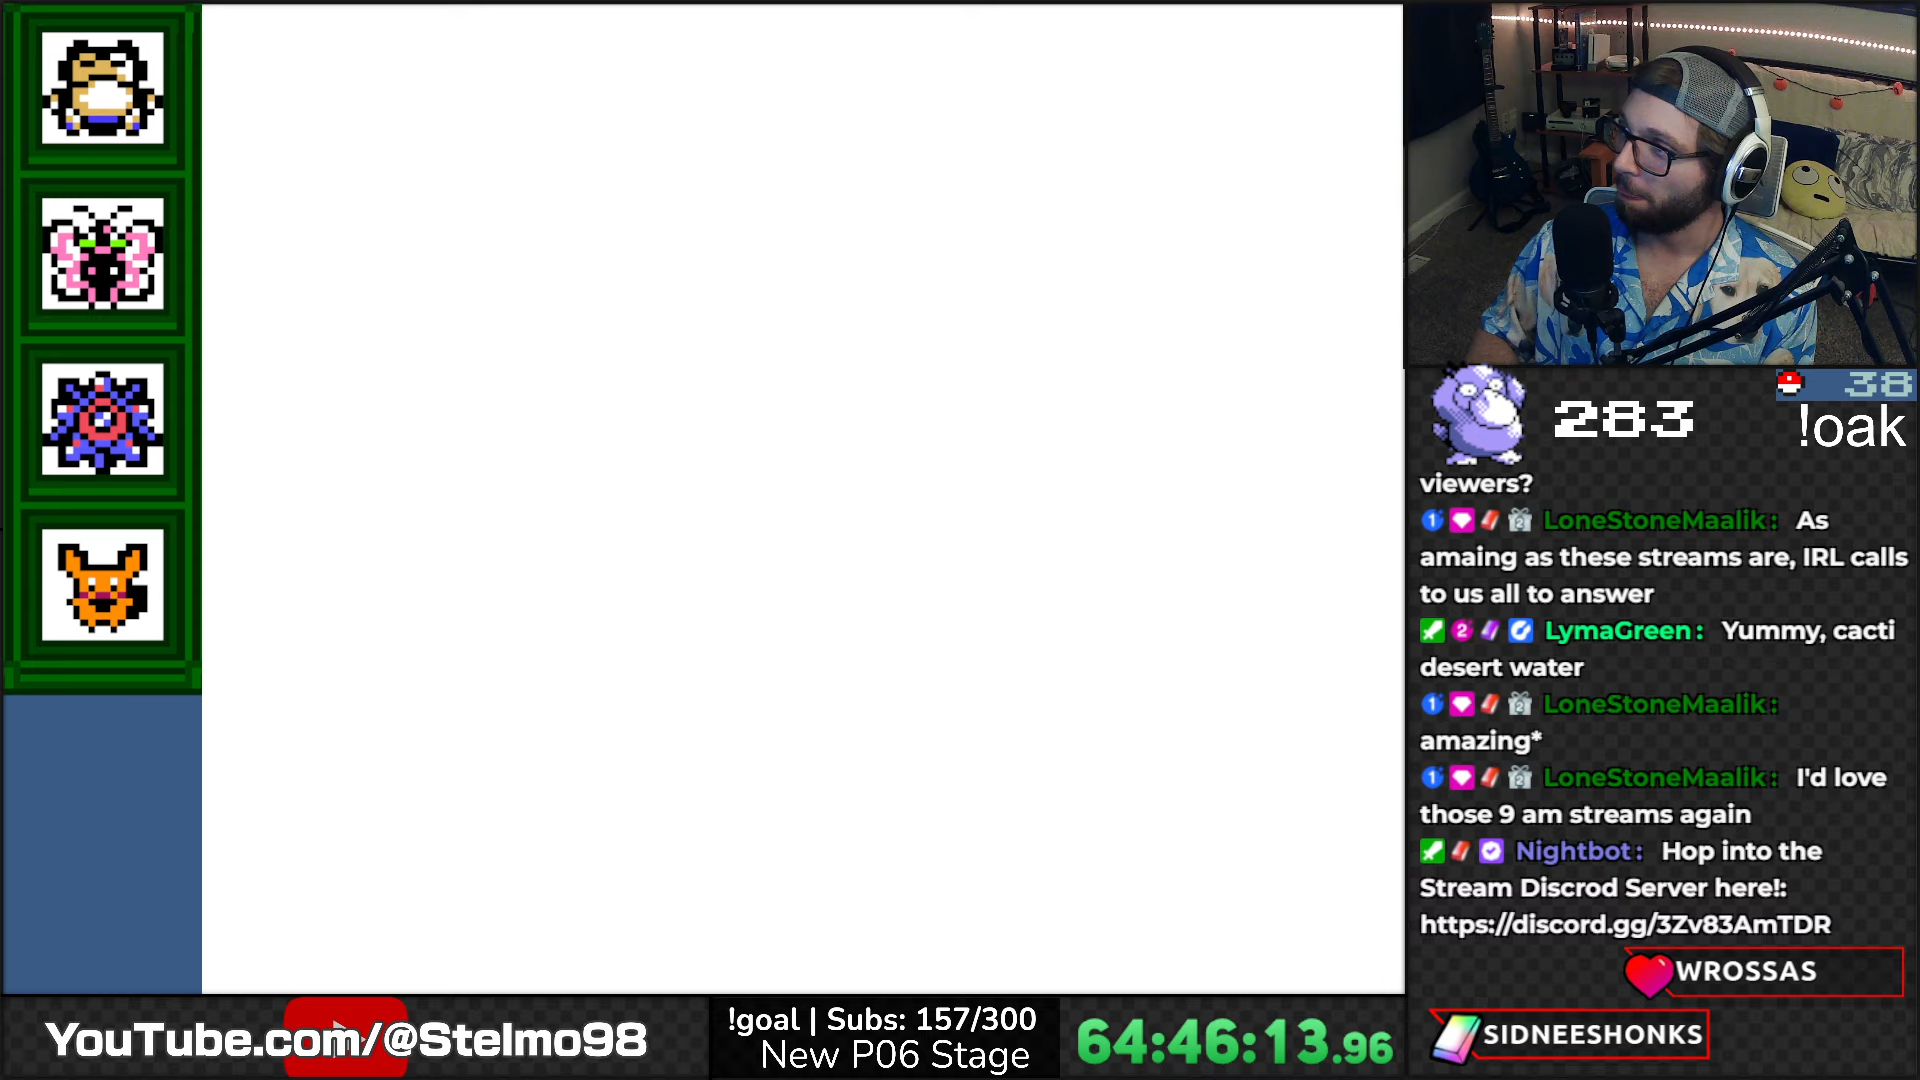 283
38
!oak
viewers?
LoneStoneMaalik: As
amaing as these streams are, IRL calls
to us all to answer
LymaGreen: Yummy, cacti
desert water
LoneStoneMaalik:
amazing*
LoneStoneMaalik: I'd love
those 9 am streams again
Nightbot: Hop into the
Stream Discrod Server here!:
https://discord.gg/3Zv83AmTDR
WROSSAS
SIDNEESHONKS
YouTube.com/@Stelmo98
!goal | Subs: 157/300
New P06 Stage
64:46:13.96